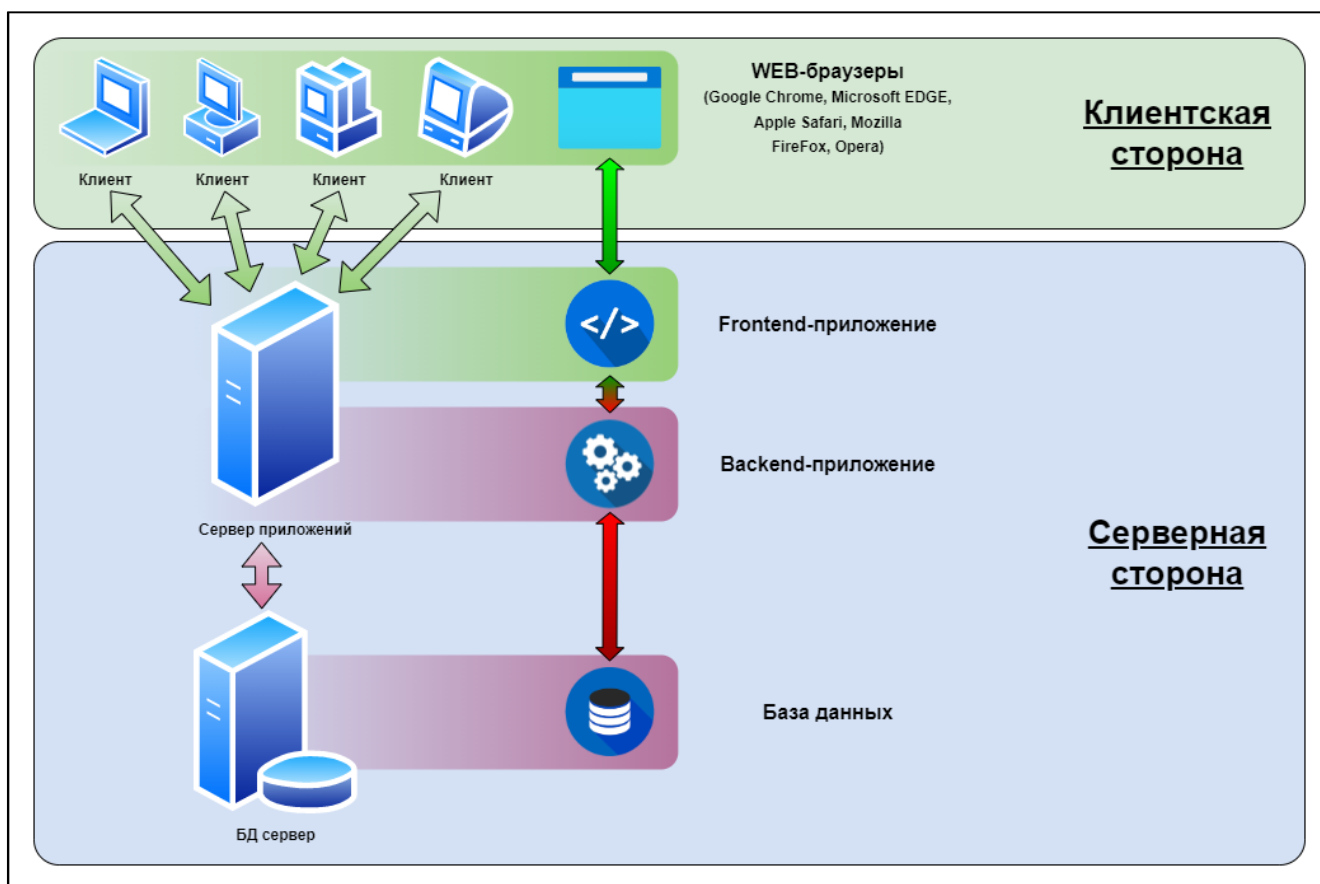 WEB-браузеры
(Google Chrome, Microsoft EDGE,
Apple Safari, Mozilla
FireFox, Opera)
Клиентская
сторона
Клиент
Клиент
Клиент
Клиент
</>
Frontend-приложение
Backend-приложение
Сервер приложений
Серверная
сторона
База данных
БД сервер